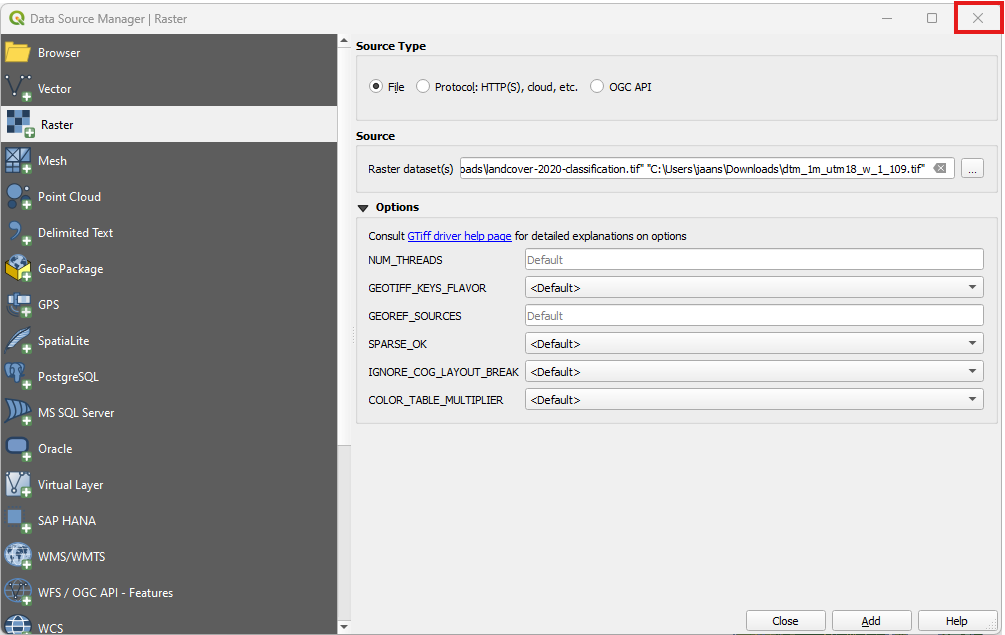 Data Source Manager | Raster
Browser
Vector
Raster
Mesh
Point Cloud
Delimited Text
GeoPackage
GPS
SpatiaLite
PostgreSQL
MS SQL Server
Oracle
Virtual Layer
SAP HANA
WMS/WMTS
WFS / OGC API - Features
WCS
Source Type
File Protocol: HTTP(S), cloud, etc. OGC API
Source
Raster dataset(s) oads\landcover-2020-classification.tif" "C:\Users\jaans\Downloads\dtm_1m_utm18_w_1_109.tif" ...
Options
Consult GTiff driver help page for detailed explanations on options
NUM_THREADS Default
GEOTIFF_KEYS_FLAVOR <Default>
GEOREF_SOURCES Default
SPARSE_OK <Default>
IGNORE_COG_LAYOUT_BREAK <Default>
COLOR_TABLE_MULTIPLIER <Default>
Close Add Help